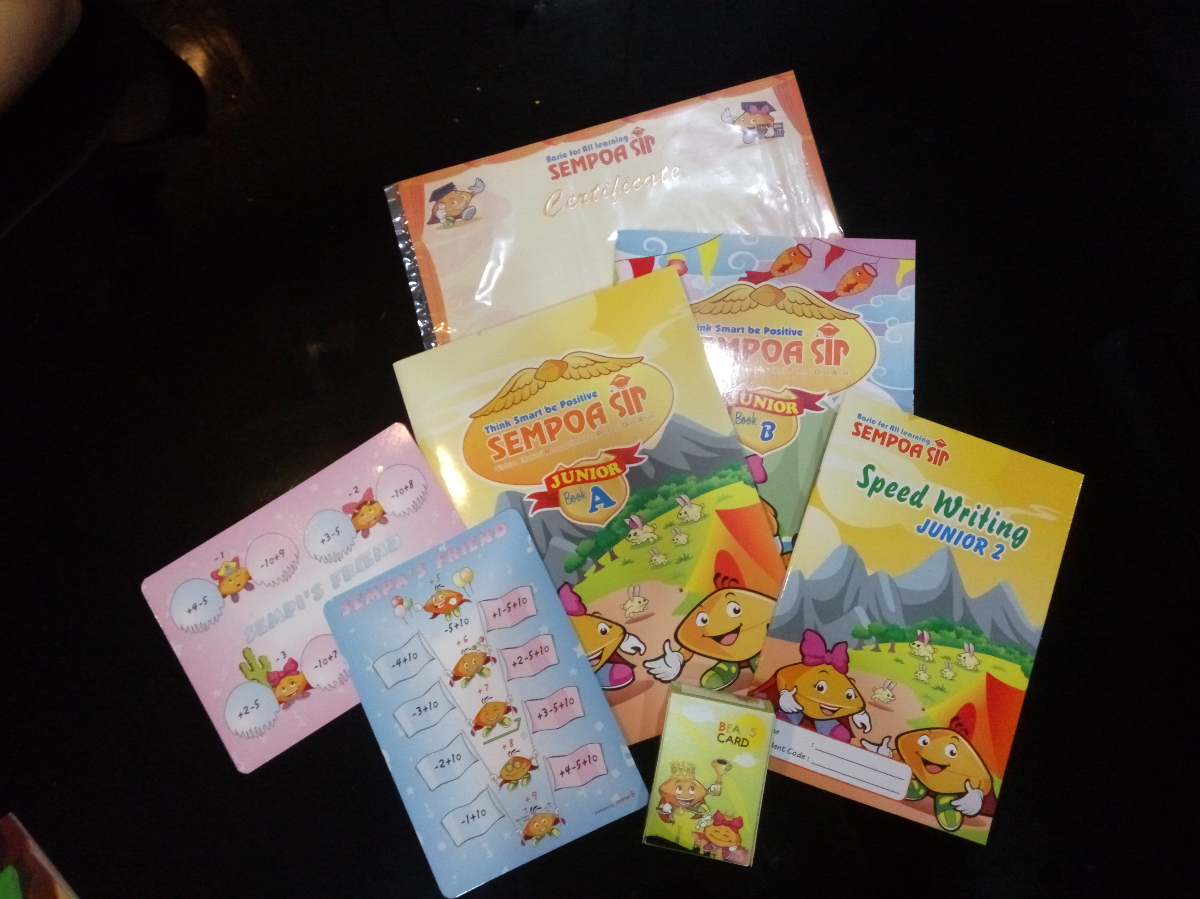 Basic for All learning
SEMPOA SIP
Certificate
Think Smart be Positive
SEMPOA SIP
JUNIOR
Book B
Think Smart be Positive
SEMPOA SIP
JUNIOR
Book A
Basic for All learning
SEMPOA SIP
Speed Writing
JUNIOR 2
Code :
SEMPI'S FRIEND
-2
-10+8
+3-5
-1
-10+9
+4-5
-3
-10+7
+2-5
SEMPA'S FRIEND
+5
-5+10
+1-5+10
-4+10
+6
+2-5+10
-3+10
+7
+3-5+10
-2+10
+8
+4-5+10
-1+10
+9
BEADS
CARD